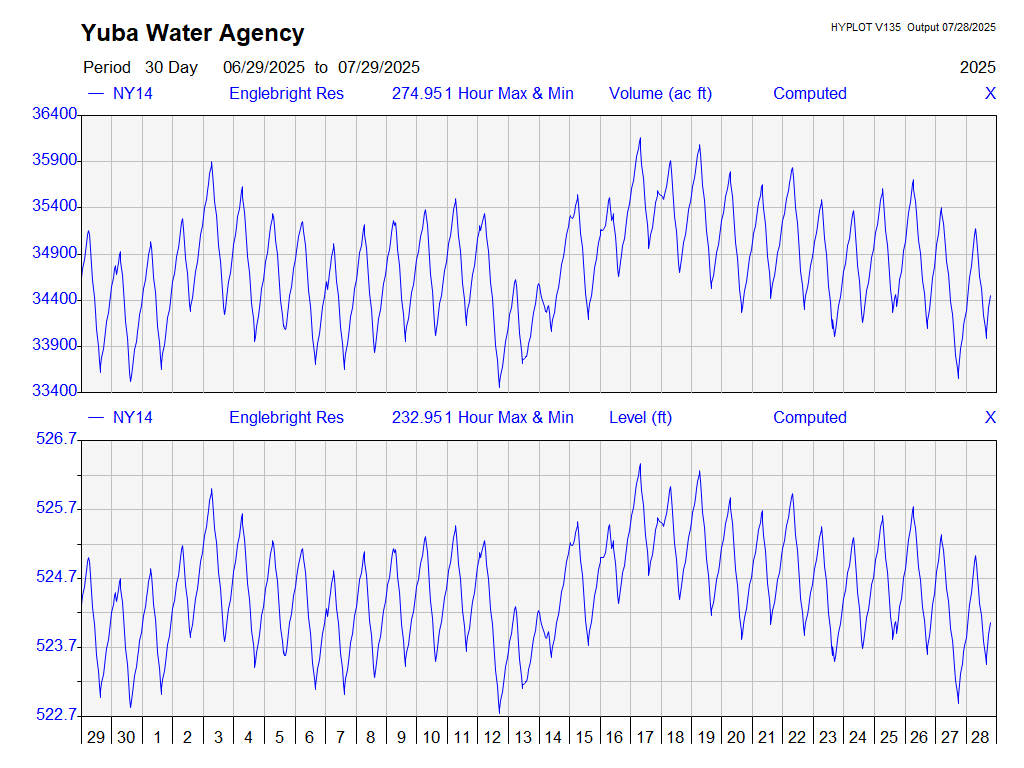 Yuba Water Agency
HYPLOT V135 Output 07/28/2025
Period 30 Day 06/29/2025 to 07/29/2025
2025
NY14 Englebright Res 274.951 Hour Max & Min Volume (ac ft) Computed X
36400
35900
35400
34900
34400
33900
33400
NY14 Englebright Res 232.951 Hour Max & Min Level (ft) Computed X
526.7
525.7
524.7
523.7
522.7
29 30 1 2 3 4 5 6 7 8 9 10 11 12 13 14 15 16 17 18 19 20 21 22 23 24 25 26 27 28